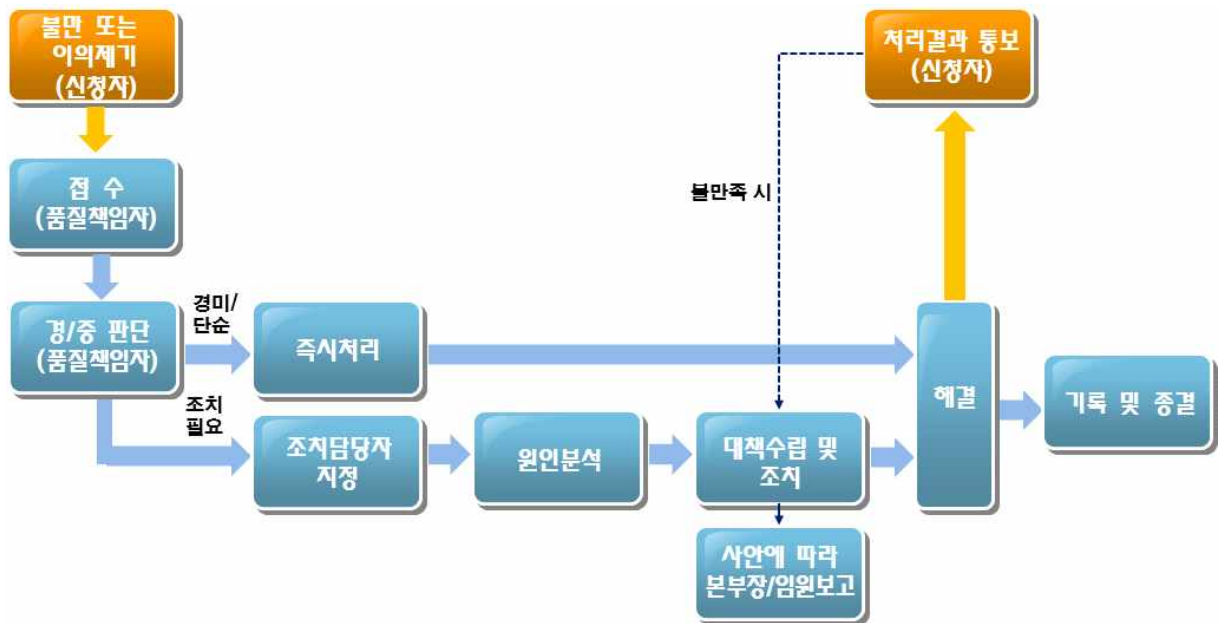 불만 또는
이의제기
(신청자)
처리결과 통보
(신청자)
접 수
(품질책임자)
불만족 시
경/중 판단
(품질책임자)
경미/
단순
즉시처리
해결
기록 및 종결
조치
필요
조치담당자
지정
원인분석
대책수립 및
조치
사안에 따라
본부장/임원보고